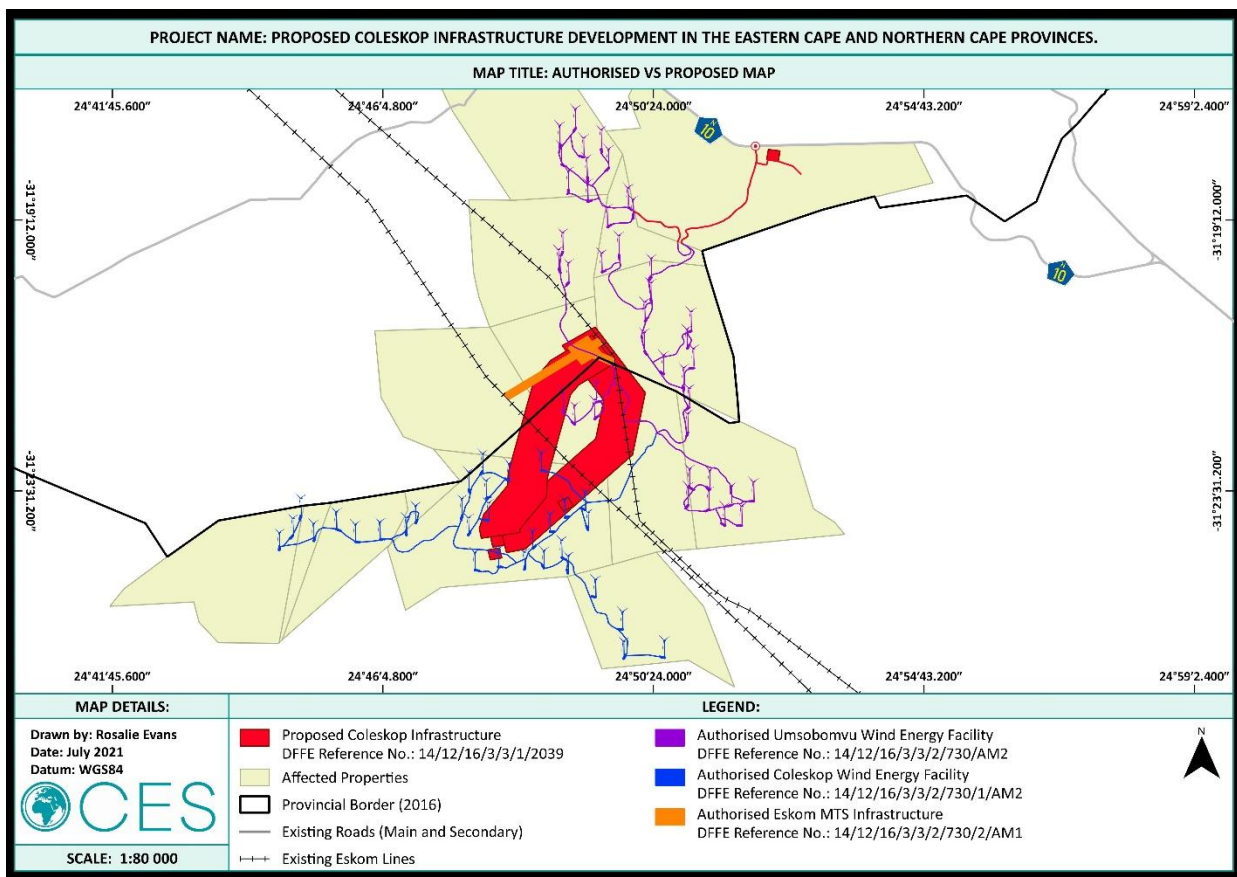 PROJECT NAME: PROPOSED COLESKOP INFRASTRUCTURE DEVELOPMENT IN THE EASTERN CAPE AND NORTHERN CAPE PROVINCES.
MAP TITLE: AUTHORISED VS PROPOSED MAP
24°41'45.600" 24°46'4.800" 24°50'24.000" 24°54'43.200" 24°59'2.400"
N
10
-31°19'12.000" -31°19'12.000"
N
10
-31°23'31.200" -31°23'31.200"
24°41'45.600" 24°46'4.800" 24°50'24.000" 24°54'43.200" 24°59'2.400"
MAP DETAILS:
Drawn by: Rosalie Evans
Date: July 2021
Datum: WGS84
CES
SCALE: 1:80 000
LEGEND:
Proposed Coleskop Infrastructure
DFFE Reference No.: 14/12/16/3/3/1/2039
Affected Properties
Provincial Border (2016)
Existing Roads (Main and Secondary)
Existing Eskom Lines
Authorised Umsobomvu Wind Energy Facility
DFFE Reference No.: 14/12/16/3/3/2/730/AM2
Authorised Coleskop Wind Energy Facility
DFFE Reference No.: 14/12/16/3/3/2/730/1/AM2
Authorised Eskom MTS Infrastructure
DFFE Reference No.: 14/12/16/3/3/2/730/2/AM1
N